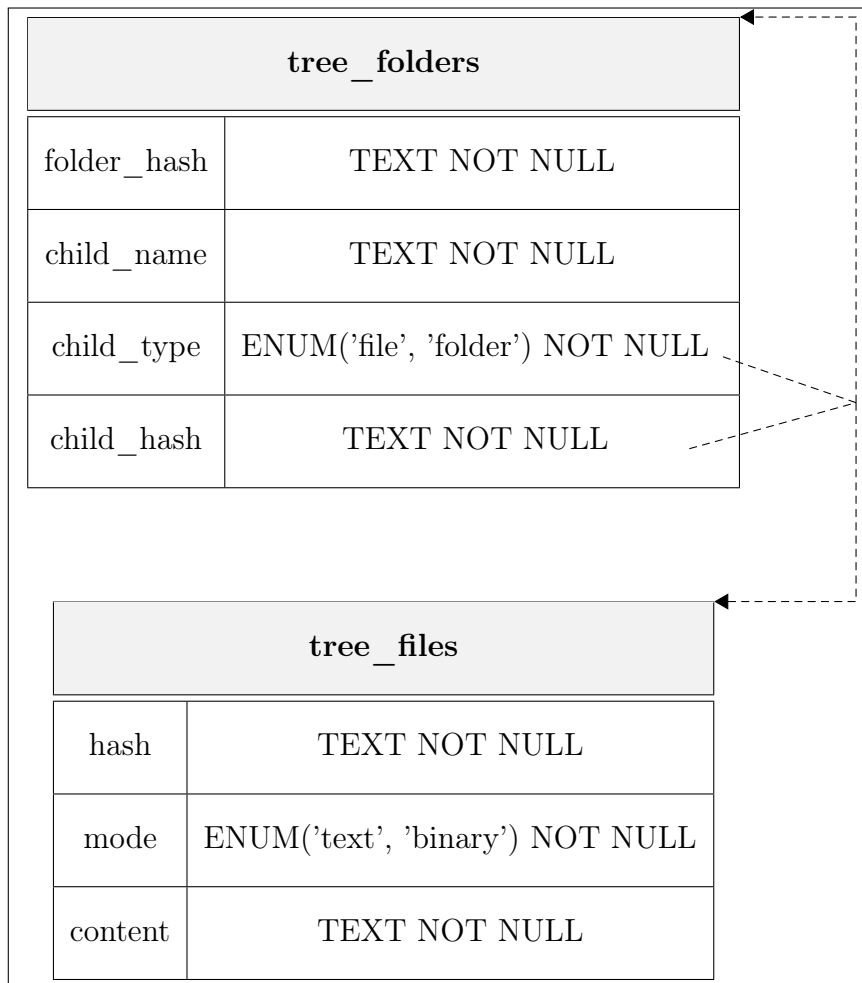 tree_folders
folder_hash TEXT NOT NULL
child_name TEXT NOT NULL
child_type ENUM('file', 'folder') NOT NULL
child_hash TEXT NOT NULL
tree_files
hash TEXT NOT NULL
mode ENUM('text', 'binary') NOT NULL
content TEXT NOT NULL